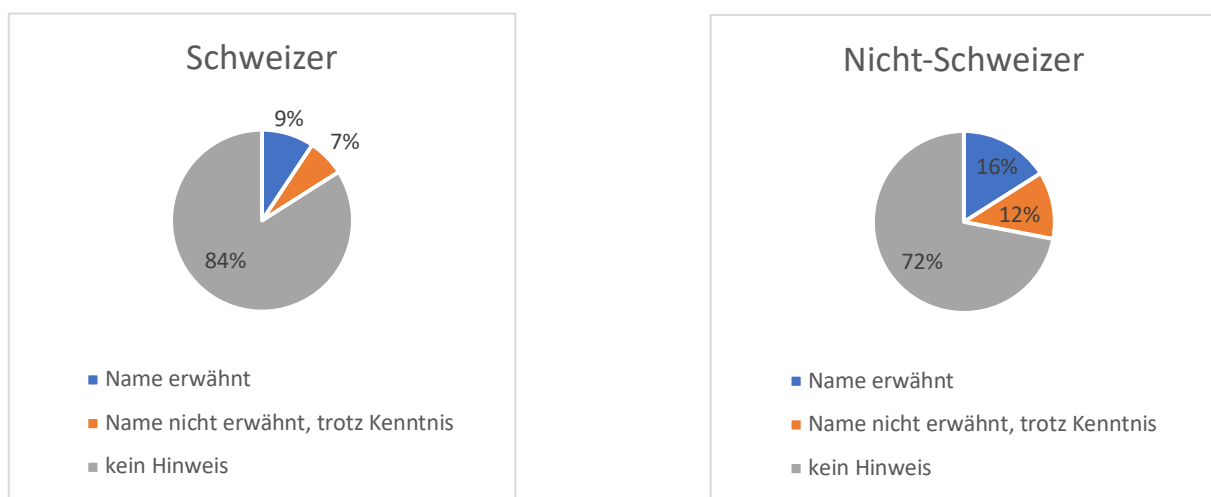 Schweizer
9%
7%
84%
Name erwähnt
Name nicht erwähnt, trotz Kenntnis
kein Hinweis
Nicht-Schweizer
16%
12%
72%
Name erwähnt
Name nicht erwähnt, trotz Kenntnis
kein Hinweis